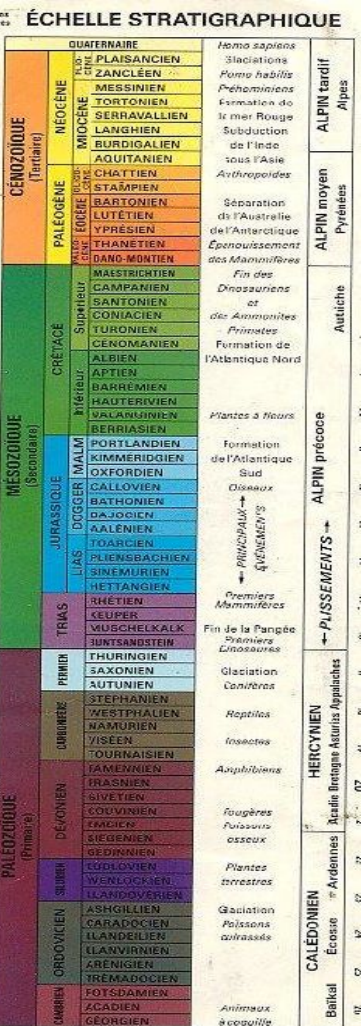 ÉCHELLE STRATIGRAPHIQUE
QUATERNAIRE Homo sapiens
PLAISANCIEN Glaciations
ZANCLÉEN Homo habilis
MESSINIEN Préhominiens
TORTONIEN Formation de
SERRAVALLIEN la mer Rouge
LANGHIEN Subduction
BURDIGALIEN de l'Inde
AQUITANIEN sous l'Asie
CHATTIEN Anthropoïdes
STAMPIEN
BARTONIEN Séparation
LUTÉTIEN de l'Australie
YPRÉSIEN de l'Antarctique
THANÉTIEN Épanouissement
DANO-MONTIEN des Mammifères
MAESTRICHTIEN Fin des
CAMPANIEN Dinosauriens
SANTONIEN et
CONIACIEN des Ammonites
TURONIEN Primates
CÉNOMANIEN Formation de
ALBIEN l'Atlantique Nord
APTIEN
BARRÉMIEN
HAUTERIVIEN
VALANGINIEN Plantes à fleurs
BERRIASIEN
PORTLANDIEN Formation
KIMMÉRIDGIEN de l'Atlantique
OXFORDIEN Sud
CALLOVIEN Oiseaux
BATHONIEN
BAJOCIEN
AALÉNIEN
TOARCIEN
PLIENSBACHIEN
SINÉMURIEN
HETTANGIEN
RHÉTIEN Premiers
KEUPER Mammifères
MUSCHELKALK Fin de la Pangée
BUNTSANDSTEIN Premiers
Dinosaures
THURINGIEN
SAXONIEN Glaciation
AUTUNIEN Conifères
STÉPHANIEN
WESTPHALIEN Reptiles
NAMURIEN
VISÉEN Insectes
TOURNAISIEN
FAMENNIEN Amphibiens
FRASNIEN
GIVÉTIEN
COUVINIEN Fougères
EMSIEN Poissons
SIEGENIEN osseux
GEDINNIEN
LUDLOVIEN Plantes
WENLOCKIEN terrestres
LLANDOVÉRIEN
ASHGILLIEN Glaciation
CARADOCIEN Poissons
LLANDEILIEN cuirassés
LLANVIRNIEN
ARÉNIGIEN
TRÉMADOCIEN
POTSDAMIEN
ACADIEN Animaux
GÉORGIEN à coquille
CÉNOZOÏQUE
(Tertiaire)
MÉSOZOÏQUE
(Secondaire)
PALÉOZOÏQUE
(Primaire)
NÉOCÈNE
PALÉOGÈNE
CRÉTACÉ
JURASSIQUE
TRIAS
PERMIEN
CARBONIFÈRE
DÉVONIEN
SILURIEN
ORDOVICIEN
CAMBRIEN
PLIOCÈNE
MIOCÈNE
OLIGOCÈNE
ÉOCÈNE
PALÉOCÈNE
Supérieur
Inférieur
MALM
DOGGER
LIAS
PRINCIPAUX
ÉVÉNEMENTS
PLISSEMENTS
ALPIN tardif
Alpes
ALPIN moyen
Pyrénées
ALPIN précoce
Autriche
HERCYNIEN
Acadie Bretagne Asturies Appalaches
CALÉDONIEN
Écosse Ardennes
Baïkal